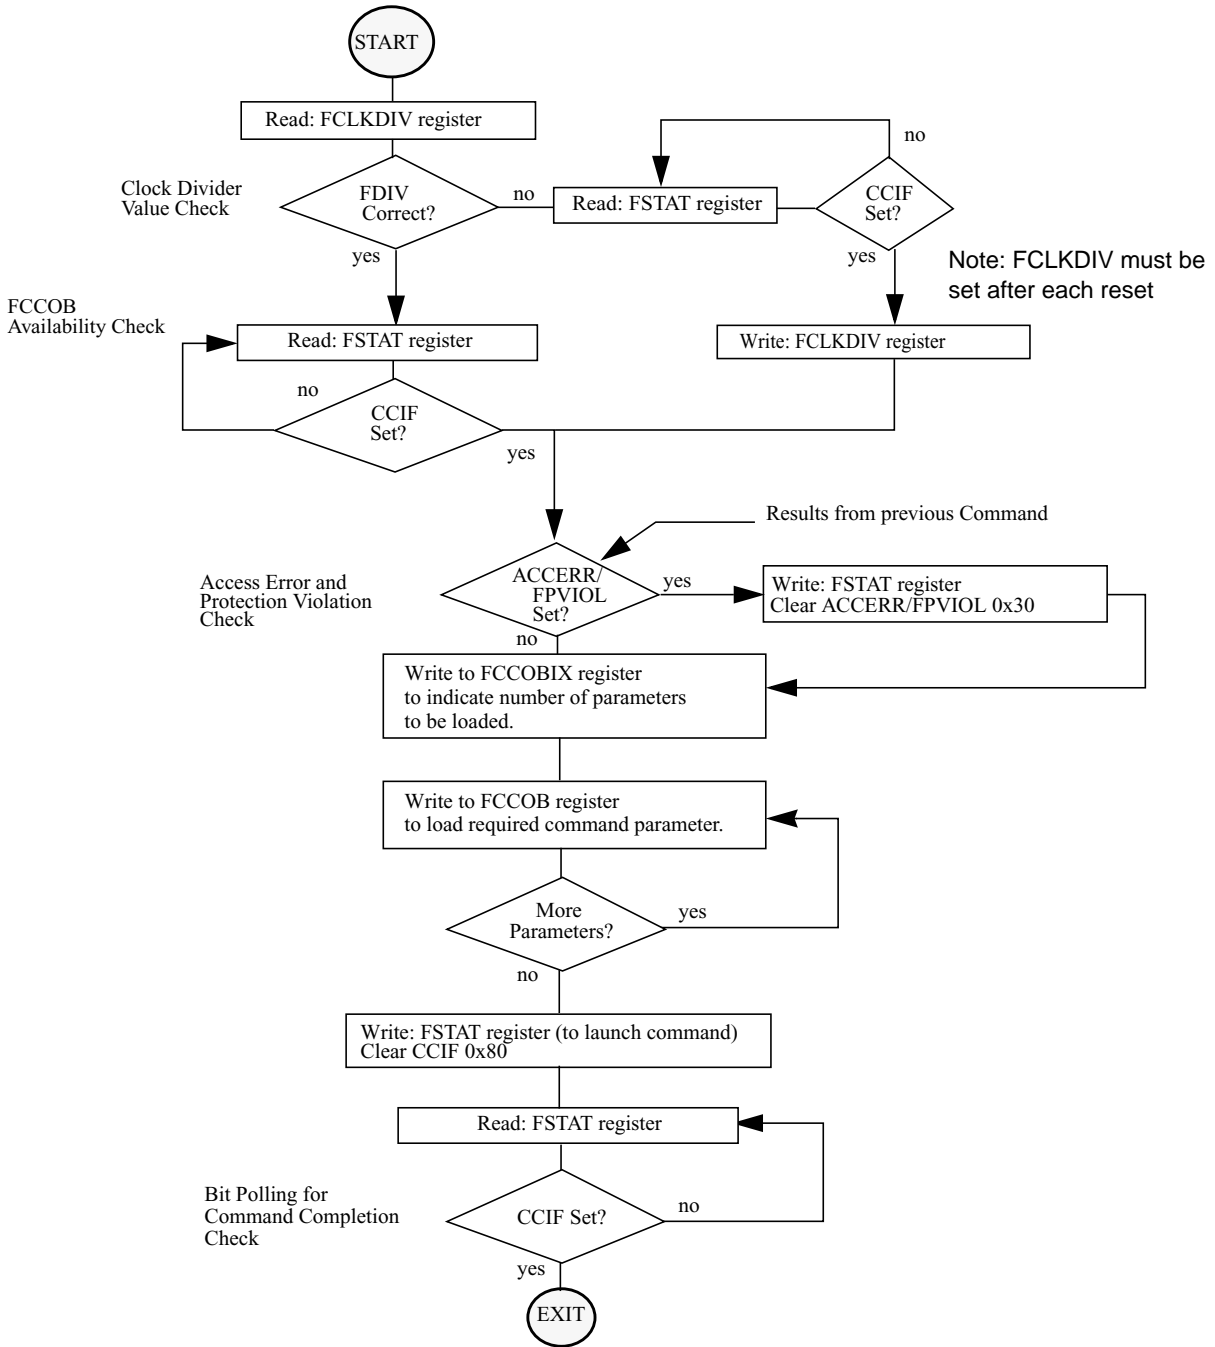 START
Read: FCLKDIV register
Clock Divider
Value Check
FDIV
Correct?
no
Read: FSTAT register
CCIF
Set?
no
yes
yes
Note: FCLKDIV must be
set after each reset
FCCOB
Availability Check
Read: FSTAT register
Write: FCLKDIV register
no
CCIF
Set?
yes
Results from previous Command
Access Error and
Protection Violation
Check
ACCERR/
FPVIOL
Set?
yes
Write: FSTAT register
Clear ACCERR/FPVIOL 0x30
no
Write to FCCOBIX register
to indicate number of parameters
to be loaded.
Write to FCCOB register
to load required command parameter.
More
Parameters?
yes
no
Write: FSTAT register (to launch command)
Clear CCIF 0x80
Read: FSTAT register
Bit Polling for
Command Completion
Check
CCIF Set?
no
yes
EXIT